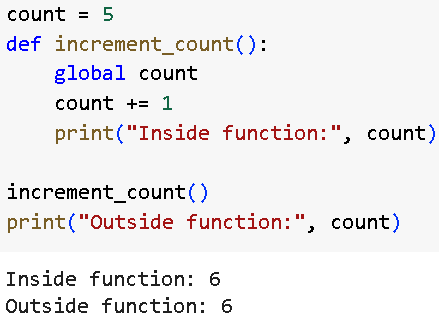 count = 5
def increment_count():
    global count
    count += 1
    print("Inside function:", count)

increment_count()
print("Outside function:", count)

Inside function: 6
Outside function: 6